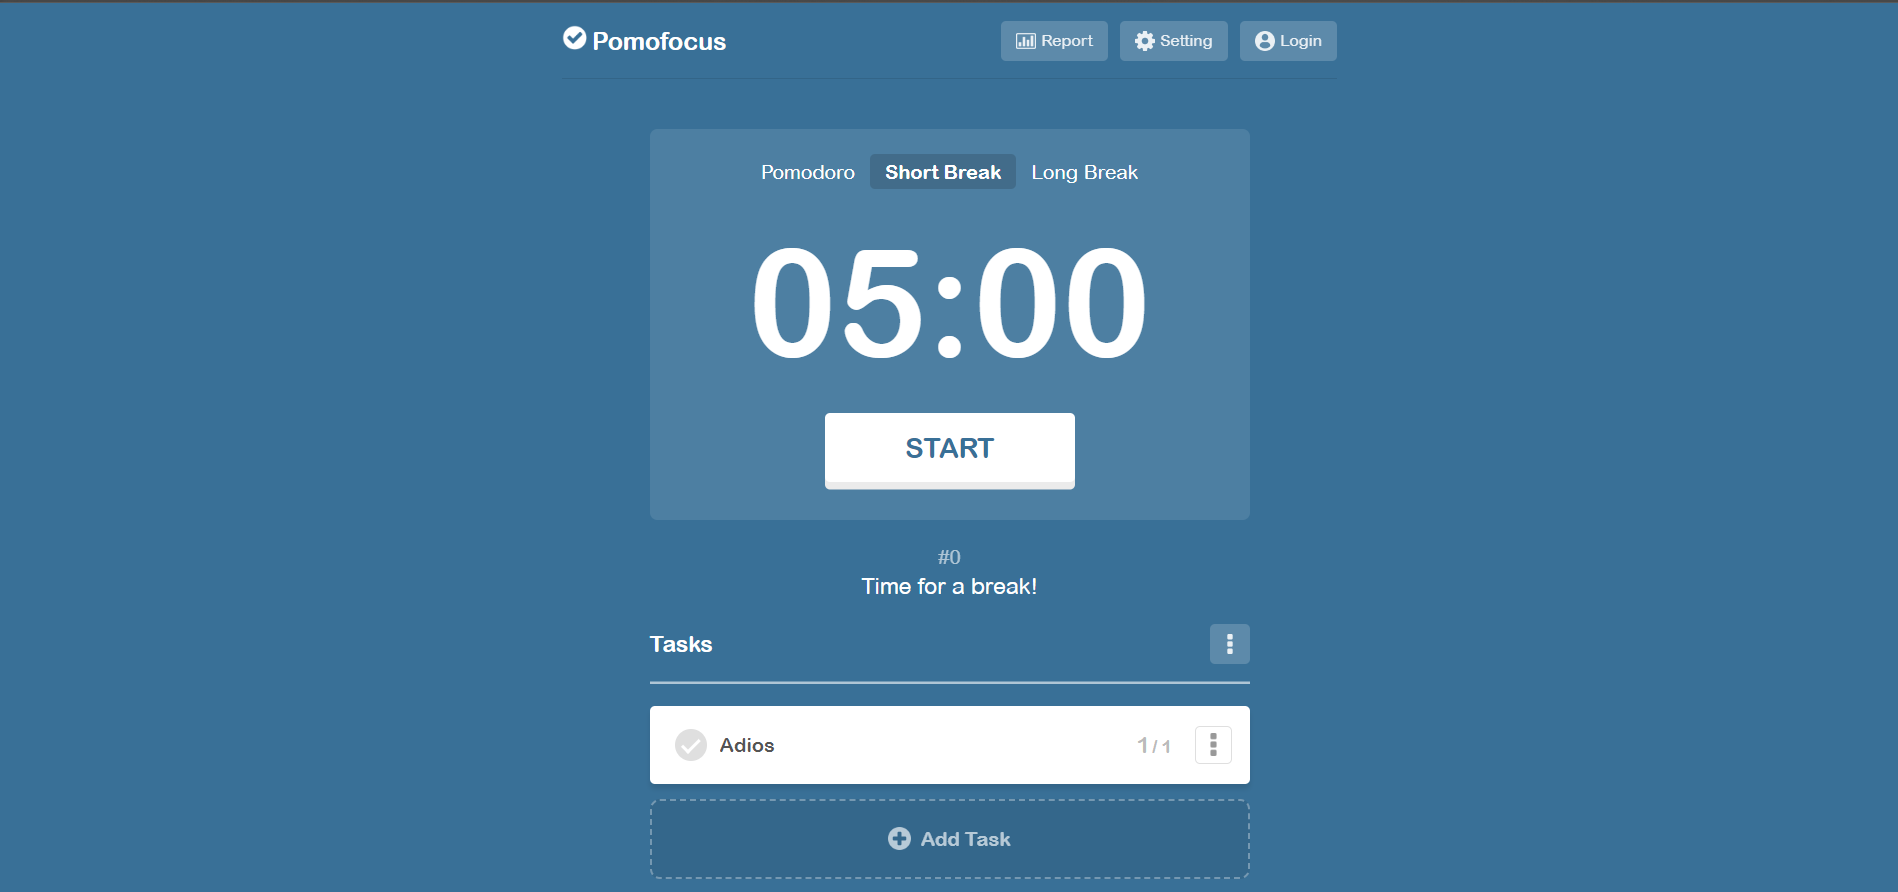 Pomofocus
Report
Setting
Login
Pomodoro
Short Break
Long Break
05:00
START
#0
Time for a break!
Tasks
Adios
1/1
Add Task